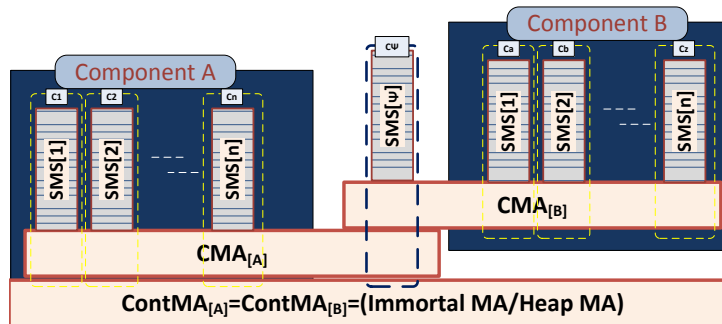 Component A
C1
C2
Cn
SMS[1]
SMS[2]
SMS[n]
CΨ
SMS[ψ]
Component B
Ca
Cb
Cz
SMS[1]
SMS[2]
SMS[n]
CMA[B]
CMA[A]
ContMA[A]=ContMA[B]=(Immortal MA/Heap MA)